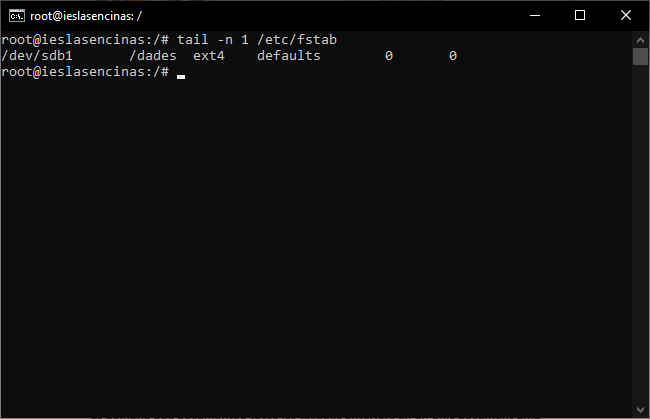 root@ieslasencinas: /
root@ieslasencinas:/# tail -n 1 /etc/fstab
/dev/sdb1       /dades  ext4    defaults        0       0
root@ieslasencinas:/#